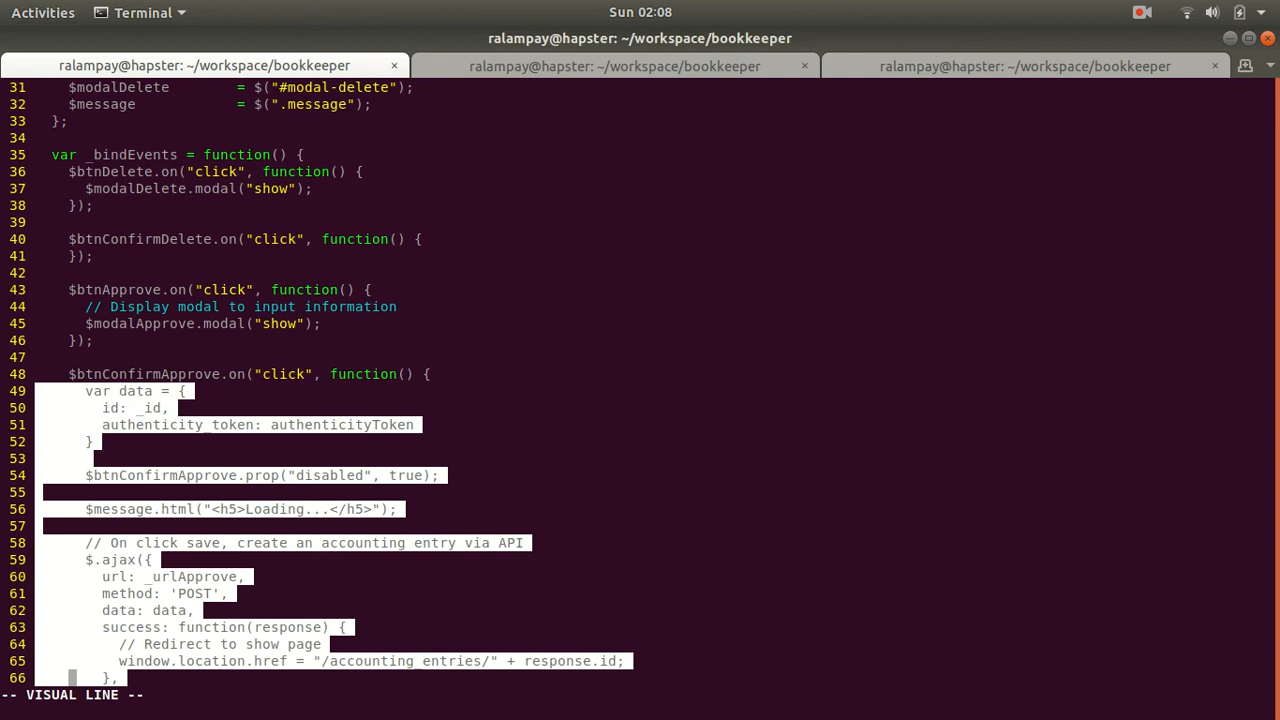 Activities Terminal Sun 02:08
ralampay@hapster: ~/workspace/bookkeeper
ralampay@hapster: ~/workspace/bookkeeper × ralampay@hapster: ~/workspace/bookkeeper × ralampay@hapster: ~/workspace/bookkeeper ×
31     $modalDelete        = $("#modal-delete");
32     $message            = $(".message");
33   };
34
35   var _bindEvents = function() {
36     $btnDelete.on("click", function() {
37       $modalDelete.modal("show");
38     });
39
40     $btnConfirmDelete.on("click", function() {
41     });
42
43     $btnApprove.on("click", function() {
44       // Display modal to input information
45       $modalApprove.modal("show");
46     });
47
48     $btnConfirmApprove.on("click", function() {
49       var data = {
50         id: _id,
51         authenticity_token: authenticityToken
52       }
53
54       $btnConfirmApprove.prop("disabled", true);
55
56       $message.html("<h5>Loading...</h5>");
57
58       // On click save, create an accounting entry via API
59       $.ajax({
60         url: _urlApprove,
61         method: 'POST',
62         data: data,
63         success: function(response) {
64           // Redirect to show page
65           window.location.href = "/accounting_entries/" + response.id;
66         },
-- VISUAL LINE --